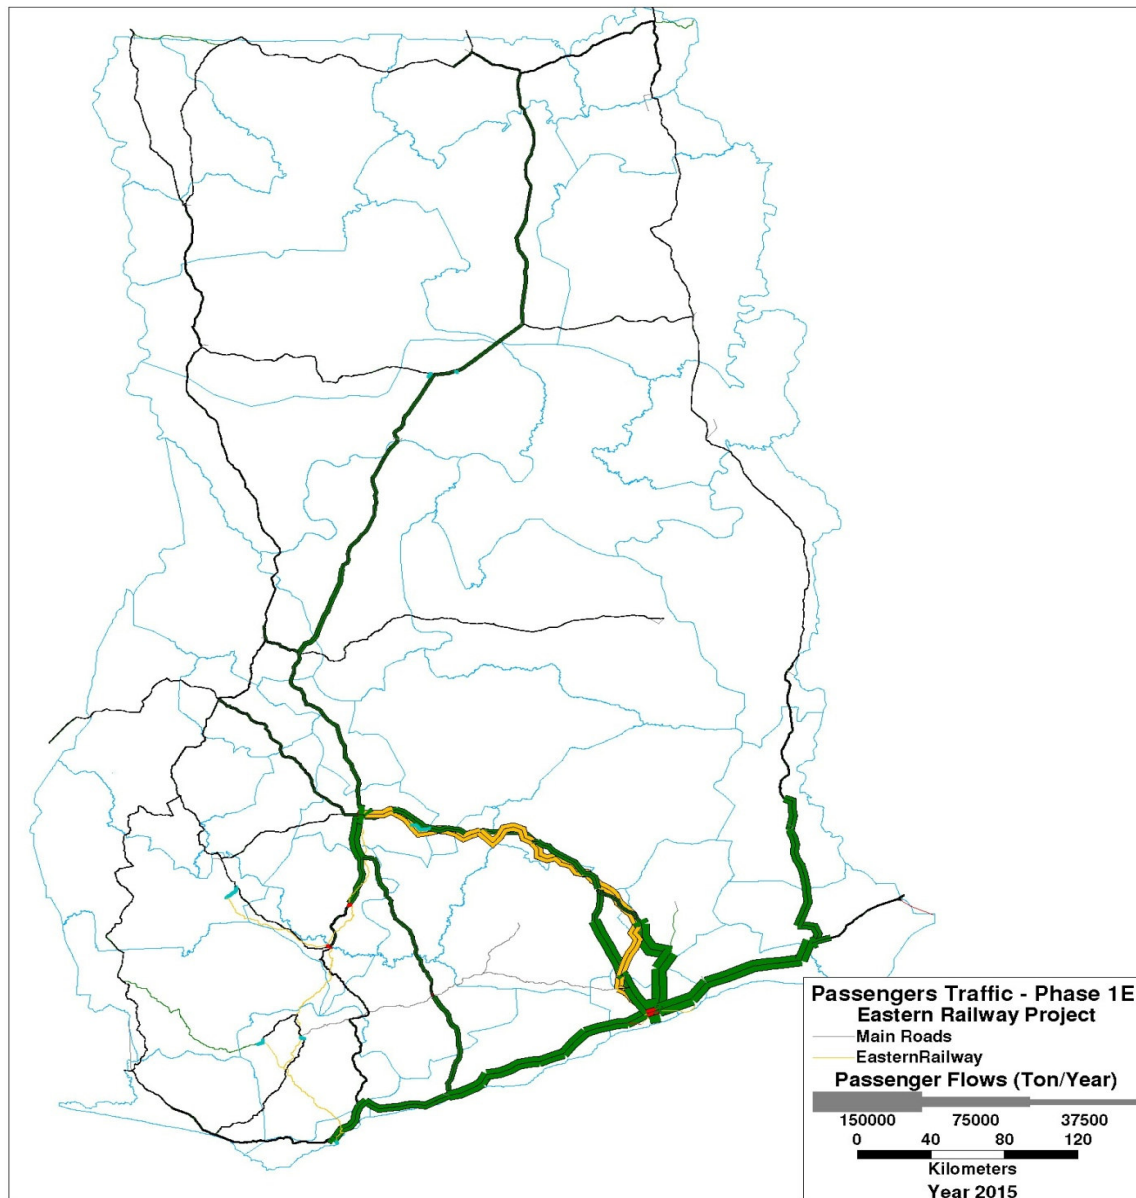 Passengers Traffic - Phase 1E
Eastern Railway Project
Main Roads
EasternRailway
Passenger Flows (Ton/Year)
150000 75000 37500
0 40 80 120
Kilometers
Year 2015